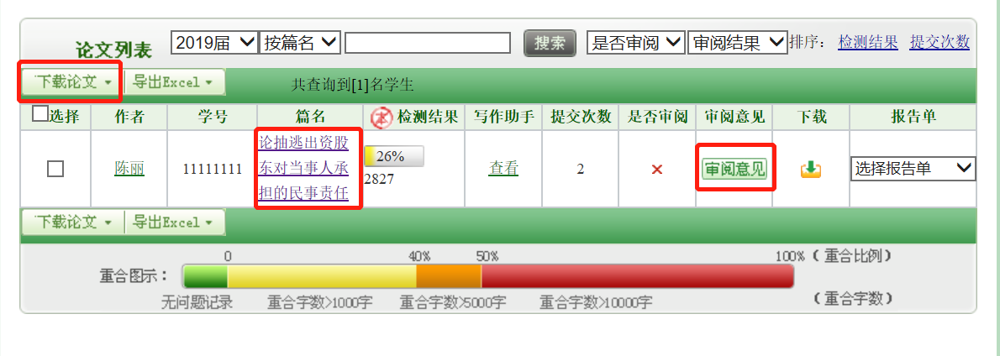 论文列表 2019届 按篇名 搜索 是否审阅 审阅结果 排序： 检测结果 提交次数
下载论文 导出Excel 共查询到[1]名学生
选择 作者 学号 篇名 本 检测结果 写作助手 提交次数 是否审阅 审阅意见 下载 报告单
论抽逃出资股
陈丽 11111111 东对当事人承 26% 查看 2 审阅意见 选择报告单
2827
担的民事责任
下载论文 导出Excel
0 40% 50% 100%（重合比例）
重合图示：
无问题记录 重合字数>1000字 重合字数>5000字 重合字数>10000字 （重合字数）